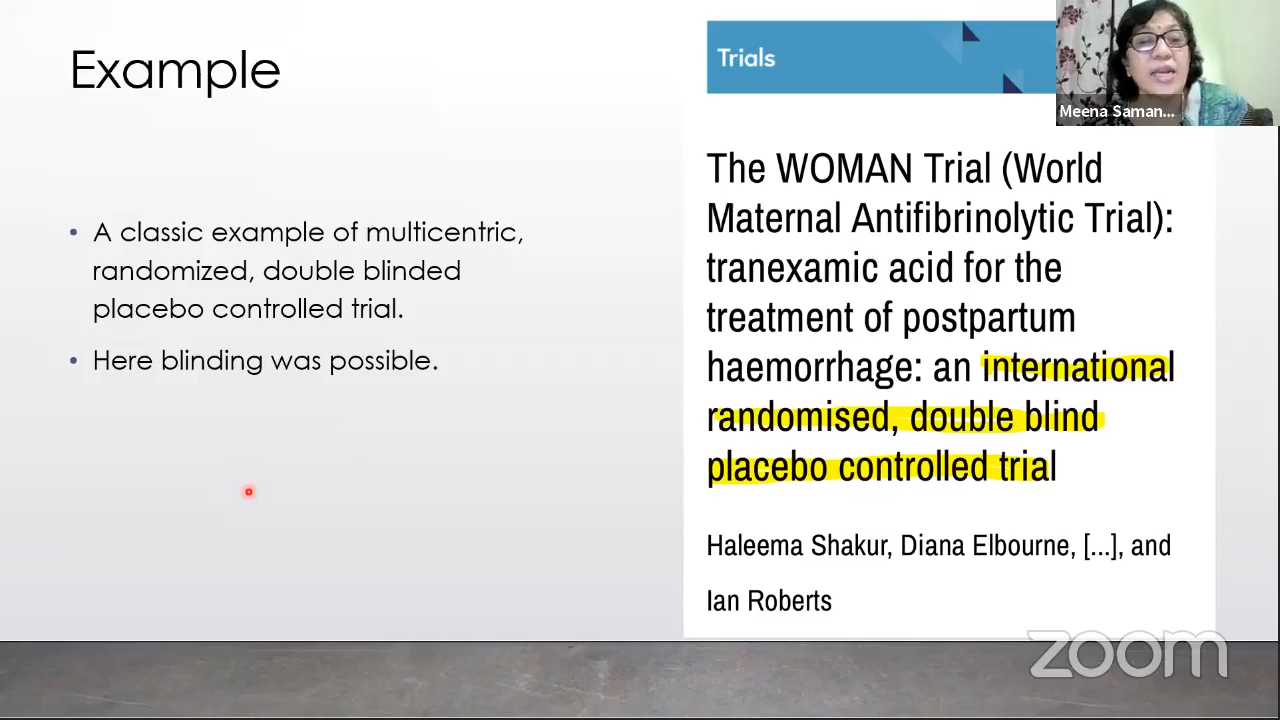 Example
• A classic example of multicentric,
randomized, double blinded
placebo controlled trial.
• Here blinding was possible.
Trials
The WOMAN Trial (World
Maternal Antifibrinolytic Trial):
tranexamic acid for the
treatment of postpartum
haemorrhage: an international
randomised, double blind
placebo controlled trial
Haleema Shakur, Diana Elbourne, [...], and
Ian Roberts
Meena Saman...
zoom